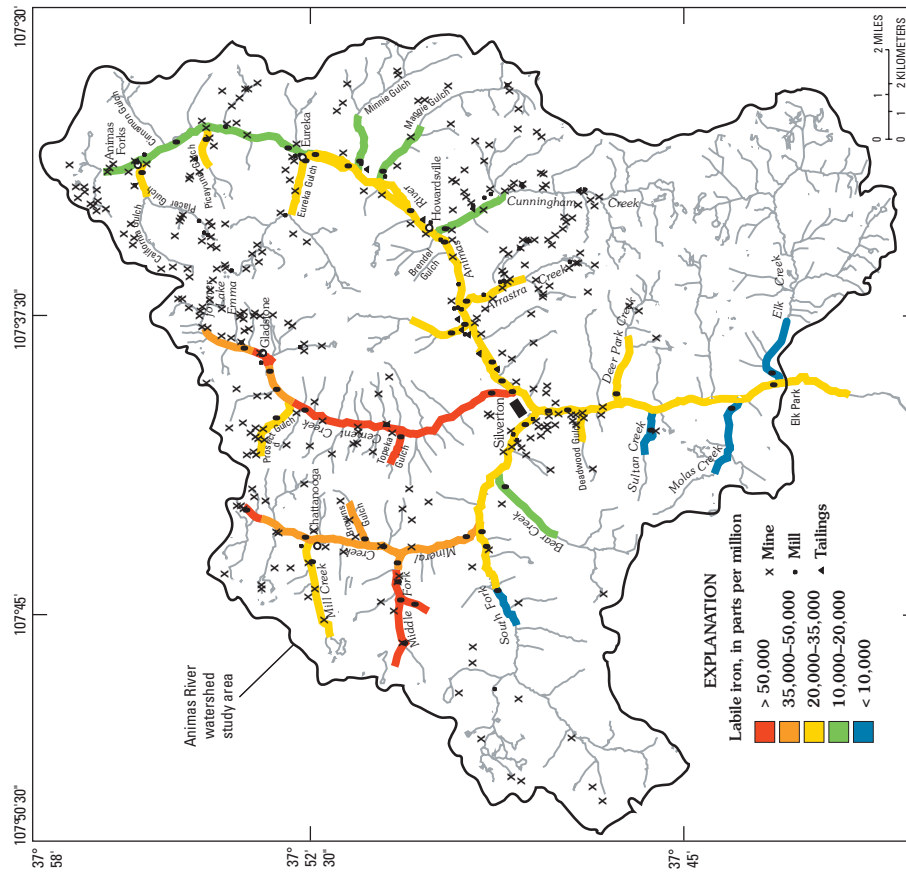 107°50'30"
107°45'
107°37'30"
107°30'
37°
58'
37°
52'
30"
37°
45'
Animas River
watershed
study area
Animas
Forks
Cinnamon Gulch
California Gulch
Placer Gulch
Picayune Gulch
Eureka
Eureka Gulch
Minnie Gulch
Maggie Gulch
Howardsville
Cunningham
Creek
Animas
River
Brendel
Gulch
Arrastra Creek
Former
Lake
Emma
Gladstone
Prospect Gulch
Cement Creek
Topeka
Gulch
Silverton
Chattanooga
Mill Creek
Browns
Gulch
Mineral
Creek
Middle Fork
South Fork
Bear Creek
Deadwood Gulch
Deer Park Creek
Sultan Creek
Molas Creek
Elk Creek
Elk Park
EXPLANATION
Labile iron, in parts per million
> 50,000
35,000–50,000
20,000–35,000
10,000–20,000
< 10,000
Mine
Mill
Tailings
0 1 2 MILES
0 1 2 KILOMETERS